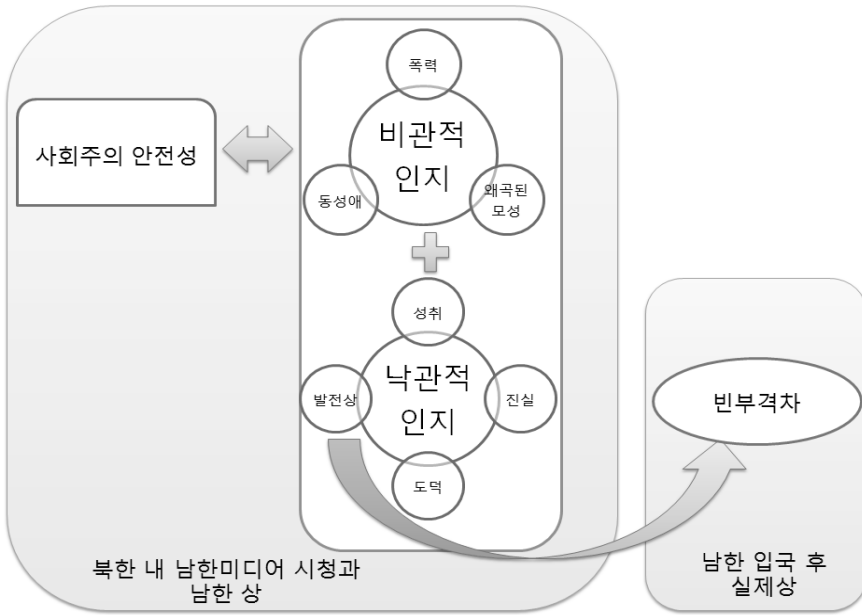 폭력
비관적
인지
사회주의 안전성
동성애
왜곡된
모성
성취
낙관적
인지
발전상
진실
빈부격차
도덕
북한 내 남한미디어 시청과
남한 상
남한 입국 후
실제상